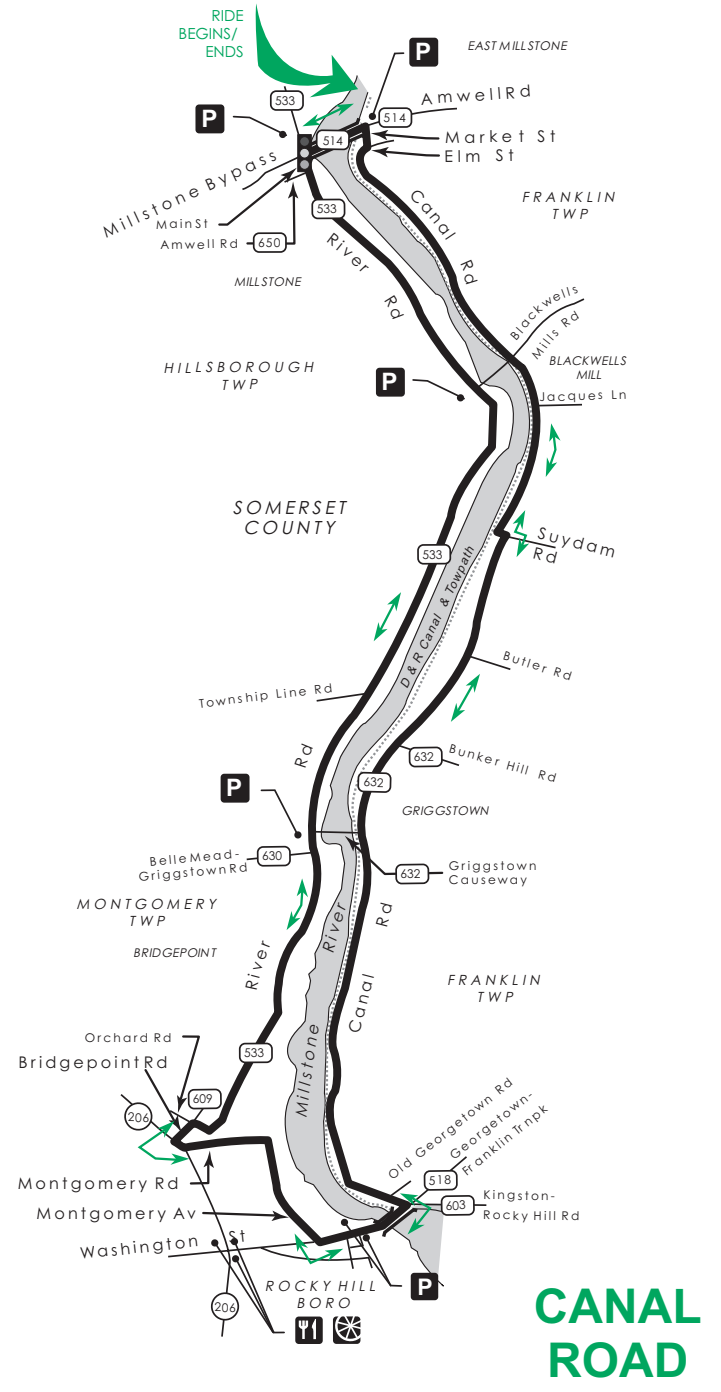 RIDE
BEGINS/
ENDS
P
EAST MILLSTONE
533
P
Amwell Rd
514
514
Market St
Elm St
Millstone Bypass
Main St
533
Amwell Rd
650
River Rd
Canal Rd
FRANKLIN
TWP
MILLSTONE
Blackwells
Mills Rd
HILLSBOROUGH
TWP
P
BLACKWELLS
MILL
Jacques Ln
SOMERSET
COUNTY
Suydam
Rd
533
D & R Canal & Towpath
Butler Rd
Township Line Rd
Rd
632
Bunker Hill Rd
632
P
GRIGGSTOWN
Belle Mead-
Griggstown Rd
630
632
Griggstown
Causeway
MONTGOMERY
TWP
BRIDGEPOINT
River
Millstone River
Canal Rd
FRANKLIN
TWP
Orchard Rd
Bridgepoint Rd
533
609
206
Old Georgetown Rd
Georgetown-
Franklin Trnpk
518
603
Kingston-
Rocky Hill Rd
Montgomery Rd
Montgomery Av
Washington St
ROCKY HILL
BORO
P
206
CANAL
ROAD